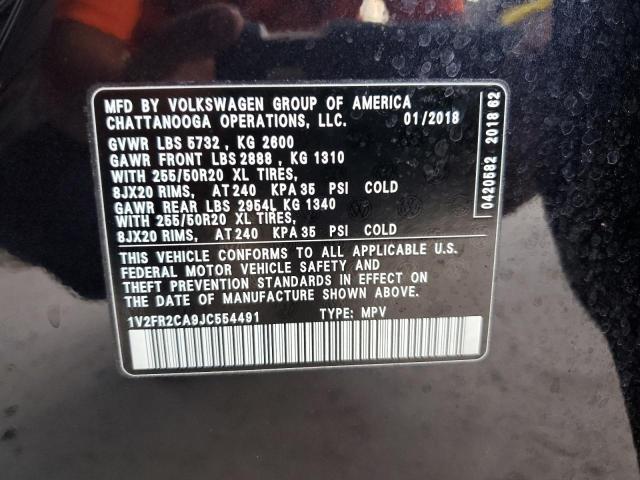 MFD BY VOLKSWAGEN GROUP OF AMERICA
CHATTANOOGA OPERATIONS, LLC. 01/2018
GVWR LBS 5732 , KG 2600
GAWR FRONT LBS 2888 , KG 1310
WITH 255/50R20 XL TIRES,
8JX20 RIMS, AT 240 KPA 35 PSI COLD
GAWR REAR LBS 2954L KG 1340
WITH 255/50R20 XL TIRES,
8JX20 RIMS, AT 240 KPA 35 PSI COLD
THIS VEHICLE CONFORMS TO ALL APPLICABLE U.S.
FEDERAL MOTOR VEHICLE SAFETY AND
THEFT PREVENTION STANDARDS IN EFFECT ON
THE DATE OF MANUFACTURE SHOWN ABOVE.
1V2FR2CA9JC554491 TYPE: MPV
0420582 2018 62